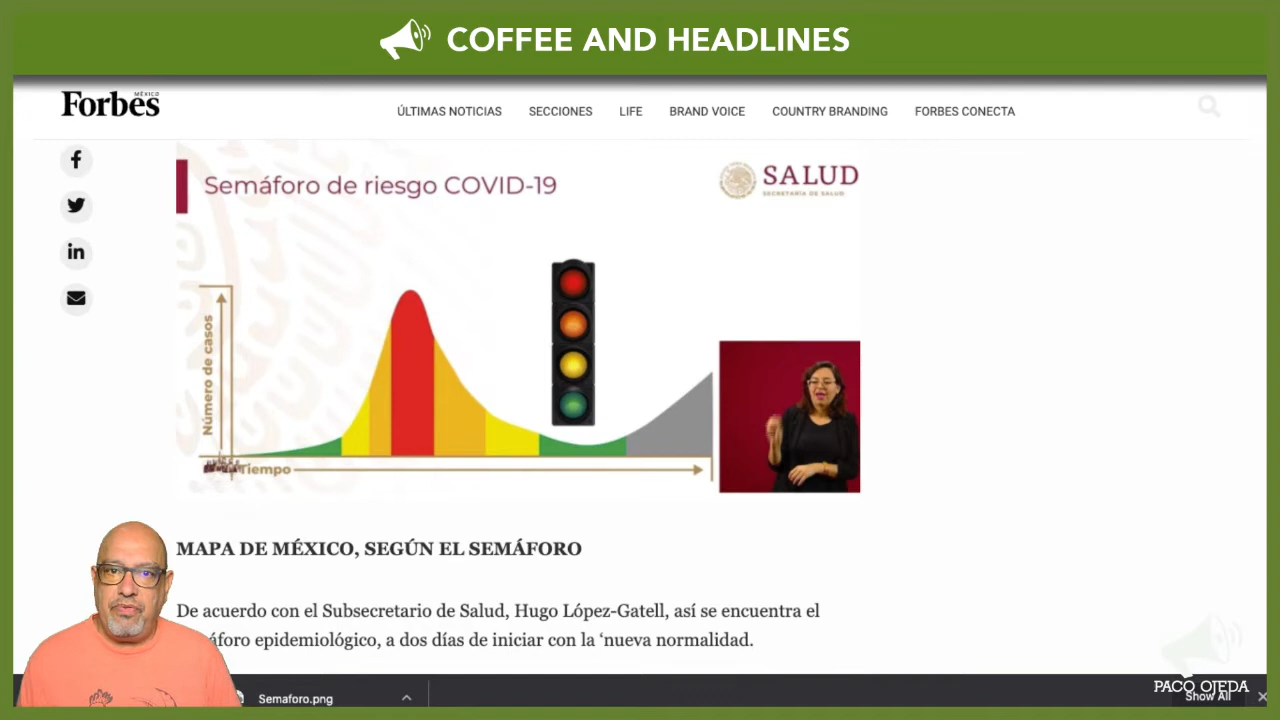 COFFEE AND HEADLINES
Forbes
MÉXICO
ÚLTIMAS NOTICIAS
SECCIONES
LIFE
BRAND VOICE
COUNTRY BRANDING
FORBES CONECTA
Semáforo de riesgo COVID-19
SALUD
SECRETARÍA DE SALUD
Número de casos
Tiempo
MAPA DE MÉXICO, SEGÚN EL SEMÁFORO
De acuerdo con el Subsecretario de Salud, Hugo López-Gatell, así se encuentra el
áforo epidemiológico, a dos días de iniciar con la ‘nueva normalidad.
Semaforo.png
PACO OJEDA
Show All